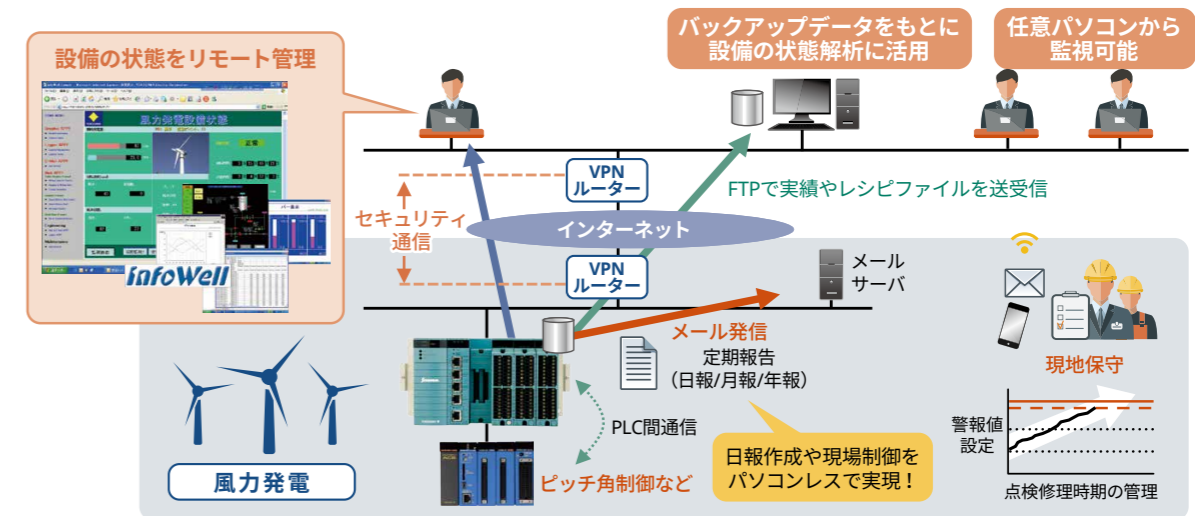 設備の状態をリモート管理
風力発電設備状態
正常
infoWell
バックアップデータをもとに
設備の状態解析に活用
任意パソコンから
監視可能
VPN
ルーター
FTPで実績やレシピファイルを送受信
セキュリティ
通信
インターネット
VPN
ルーター
メール
サーバ
メール発信
定期報告
（日報/月報/年報）
現地保守
PLC間通信
警報値
設定
日報作成や現場制御を
パソコンレスで実現！
風力発電
ピッチ角制御など
点検修理時期の管理